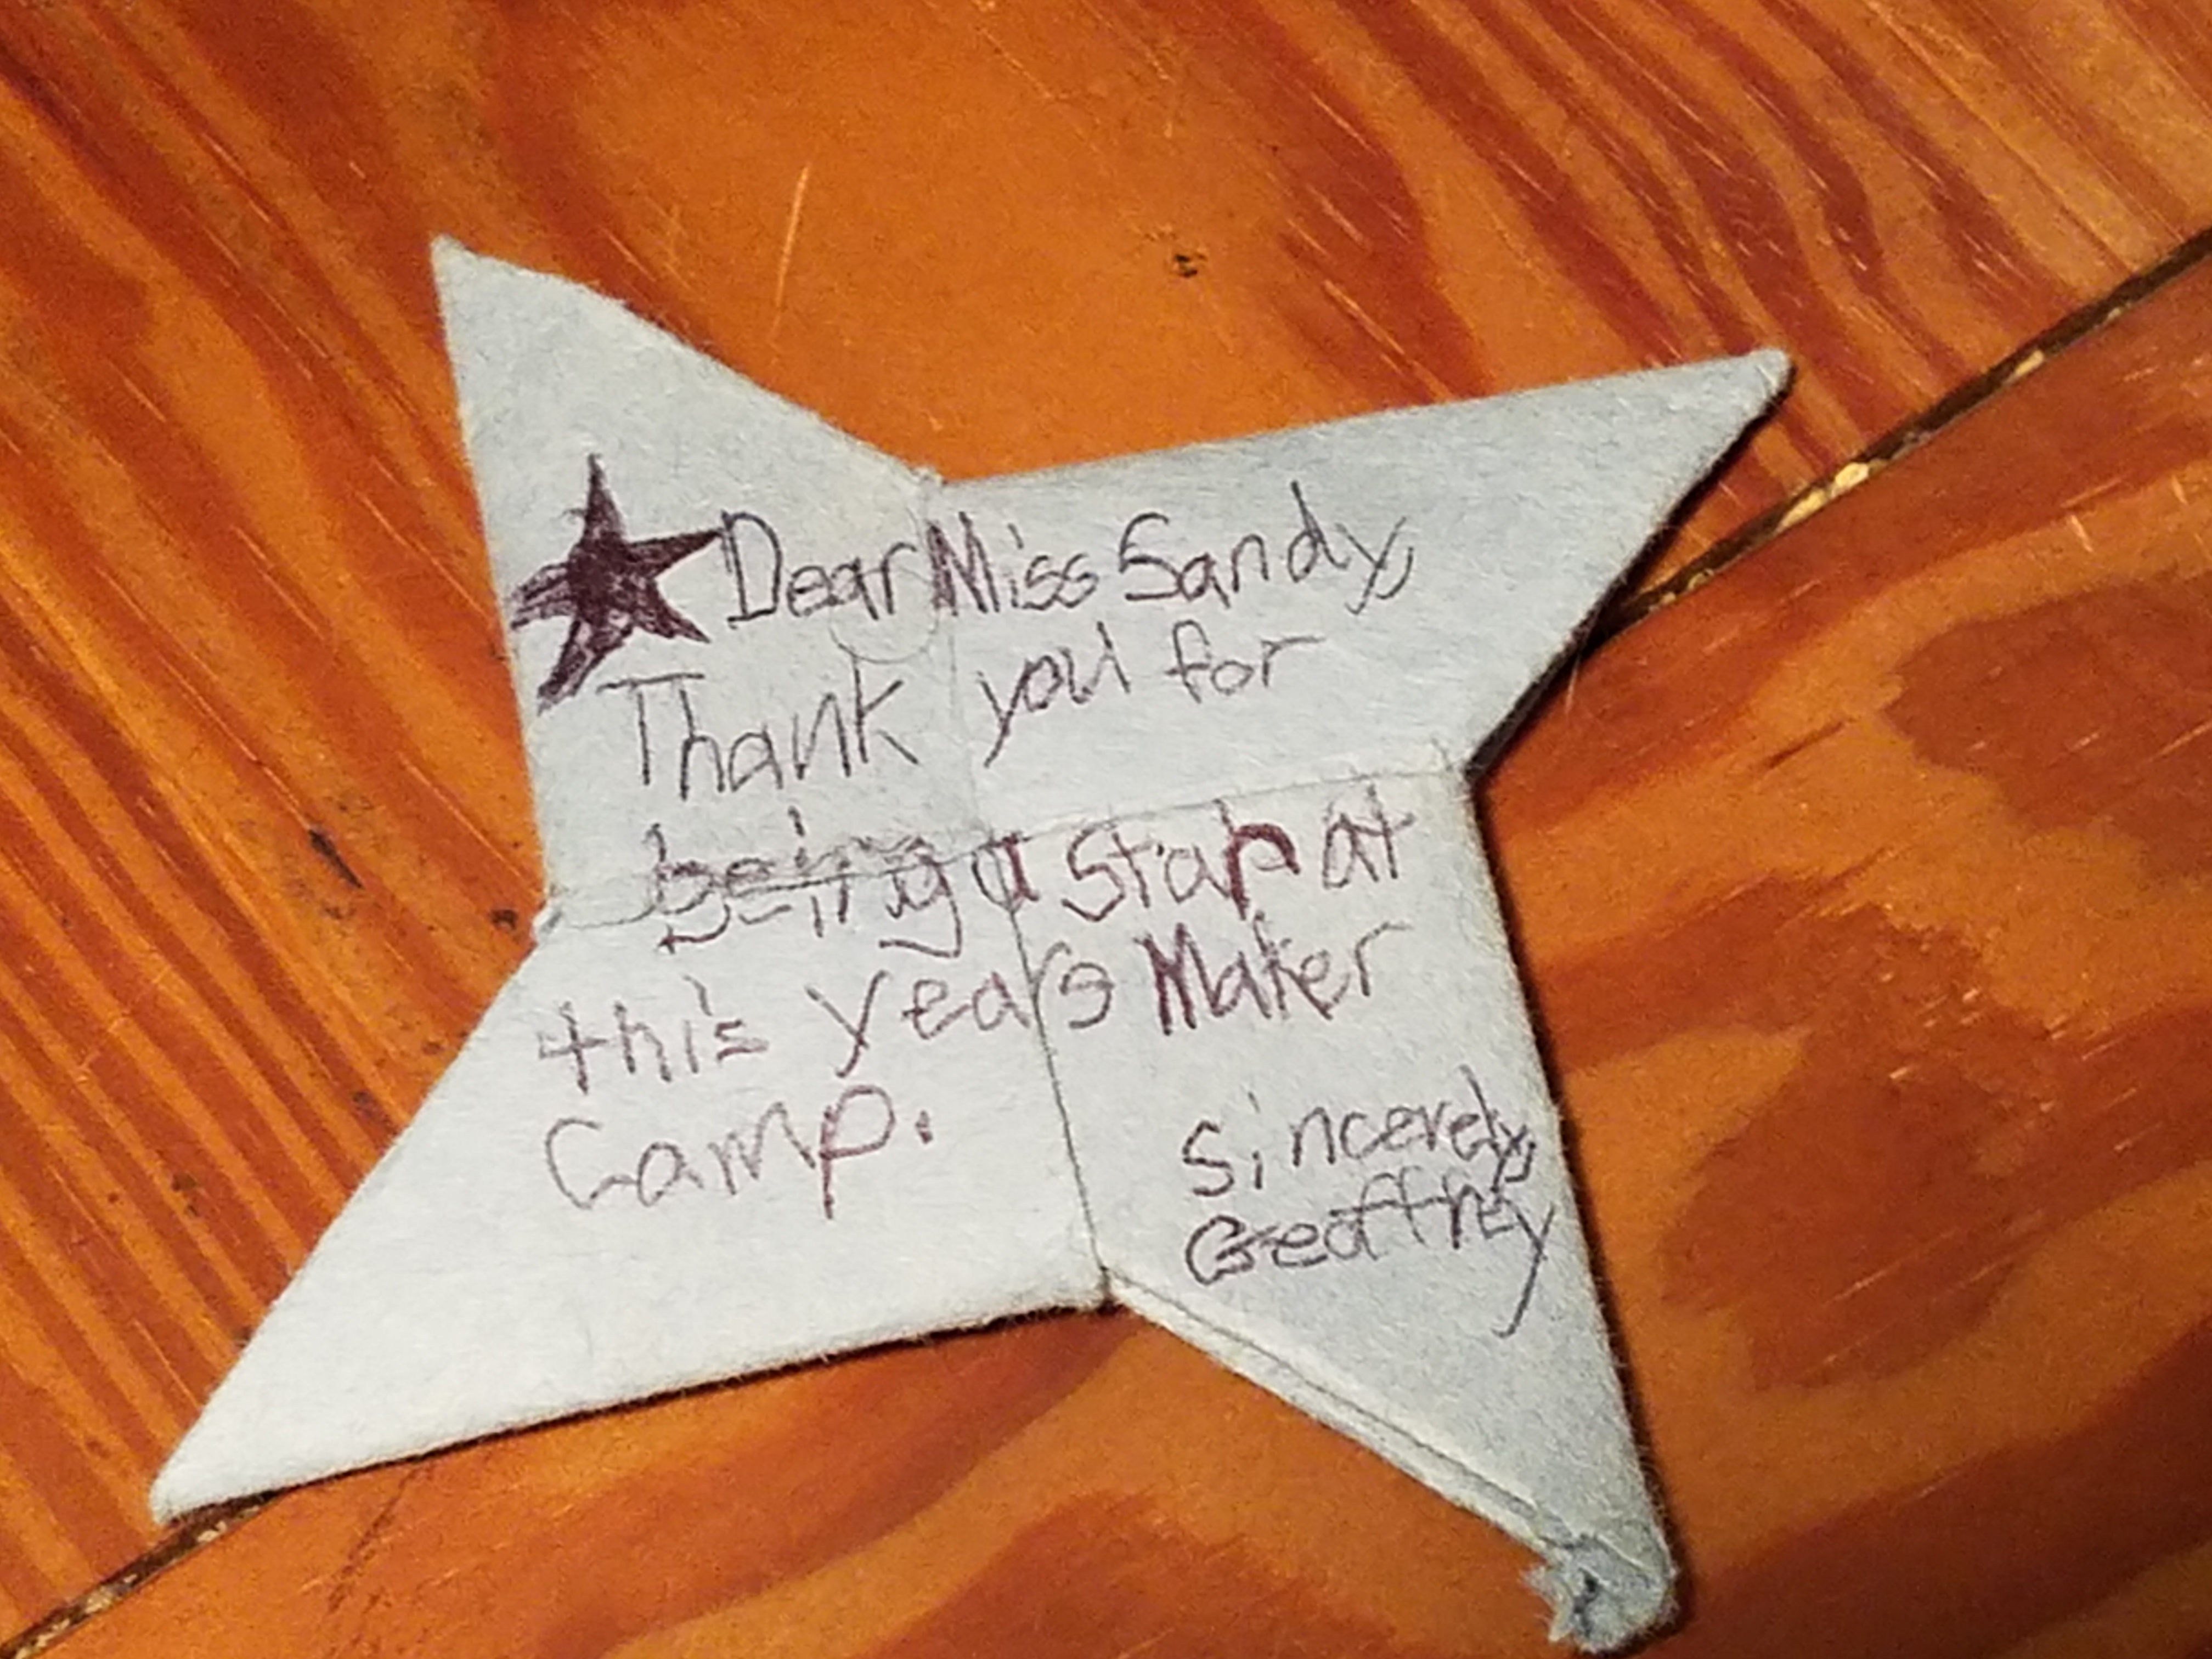 Dear Miss Sandy,
Thank you for
being a star at
this years Maker
Camp.
Sincerely,
Geoffrey